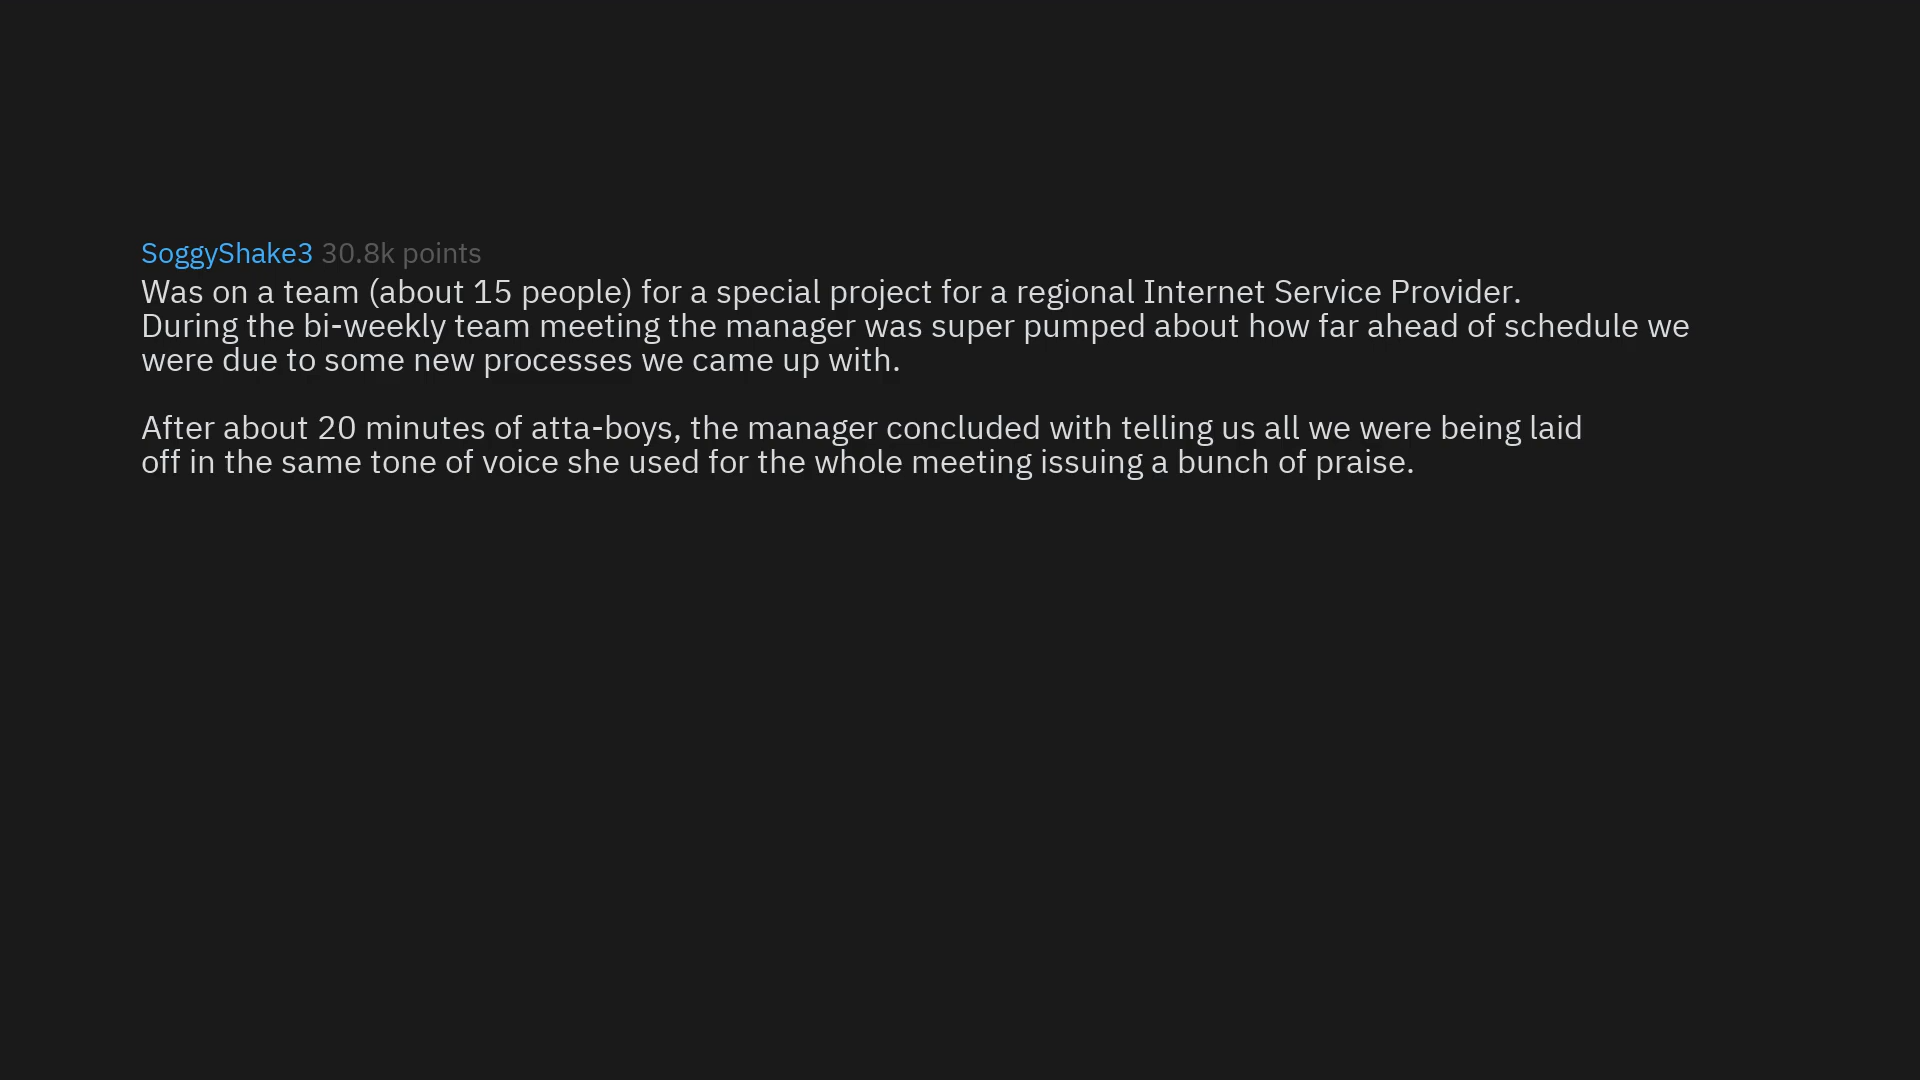 SoggyShake3 30.8k points
Was on a team (about 15 people) for a special project for a regional Internet Service Provider.
During the bi-weekly team meeting the manager was super pumped about how far ahead of schedule we
were due to some new processes we came up with.
After about 20 minutes of atta-boys, the manager concluded with telling us all we were being laid
off in the same tone of voice she used for the whole meeting issuing a bunch of praise.